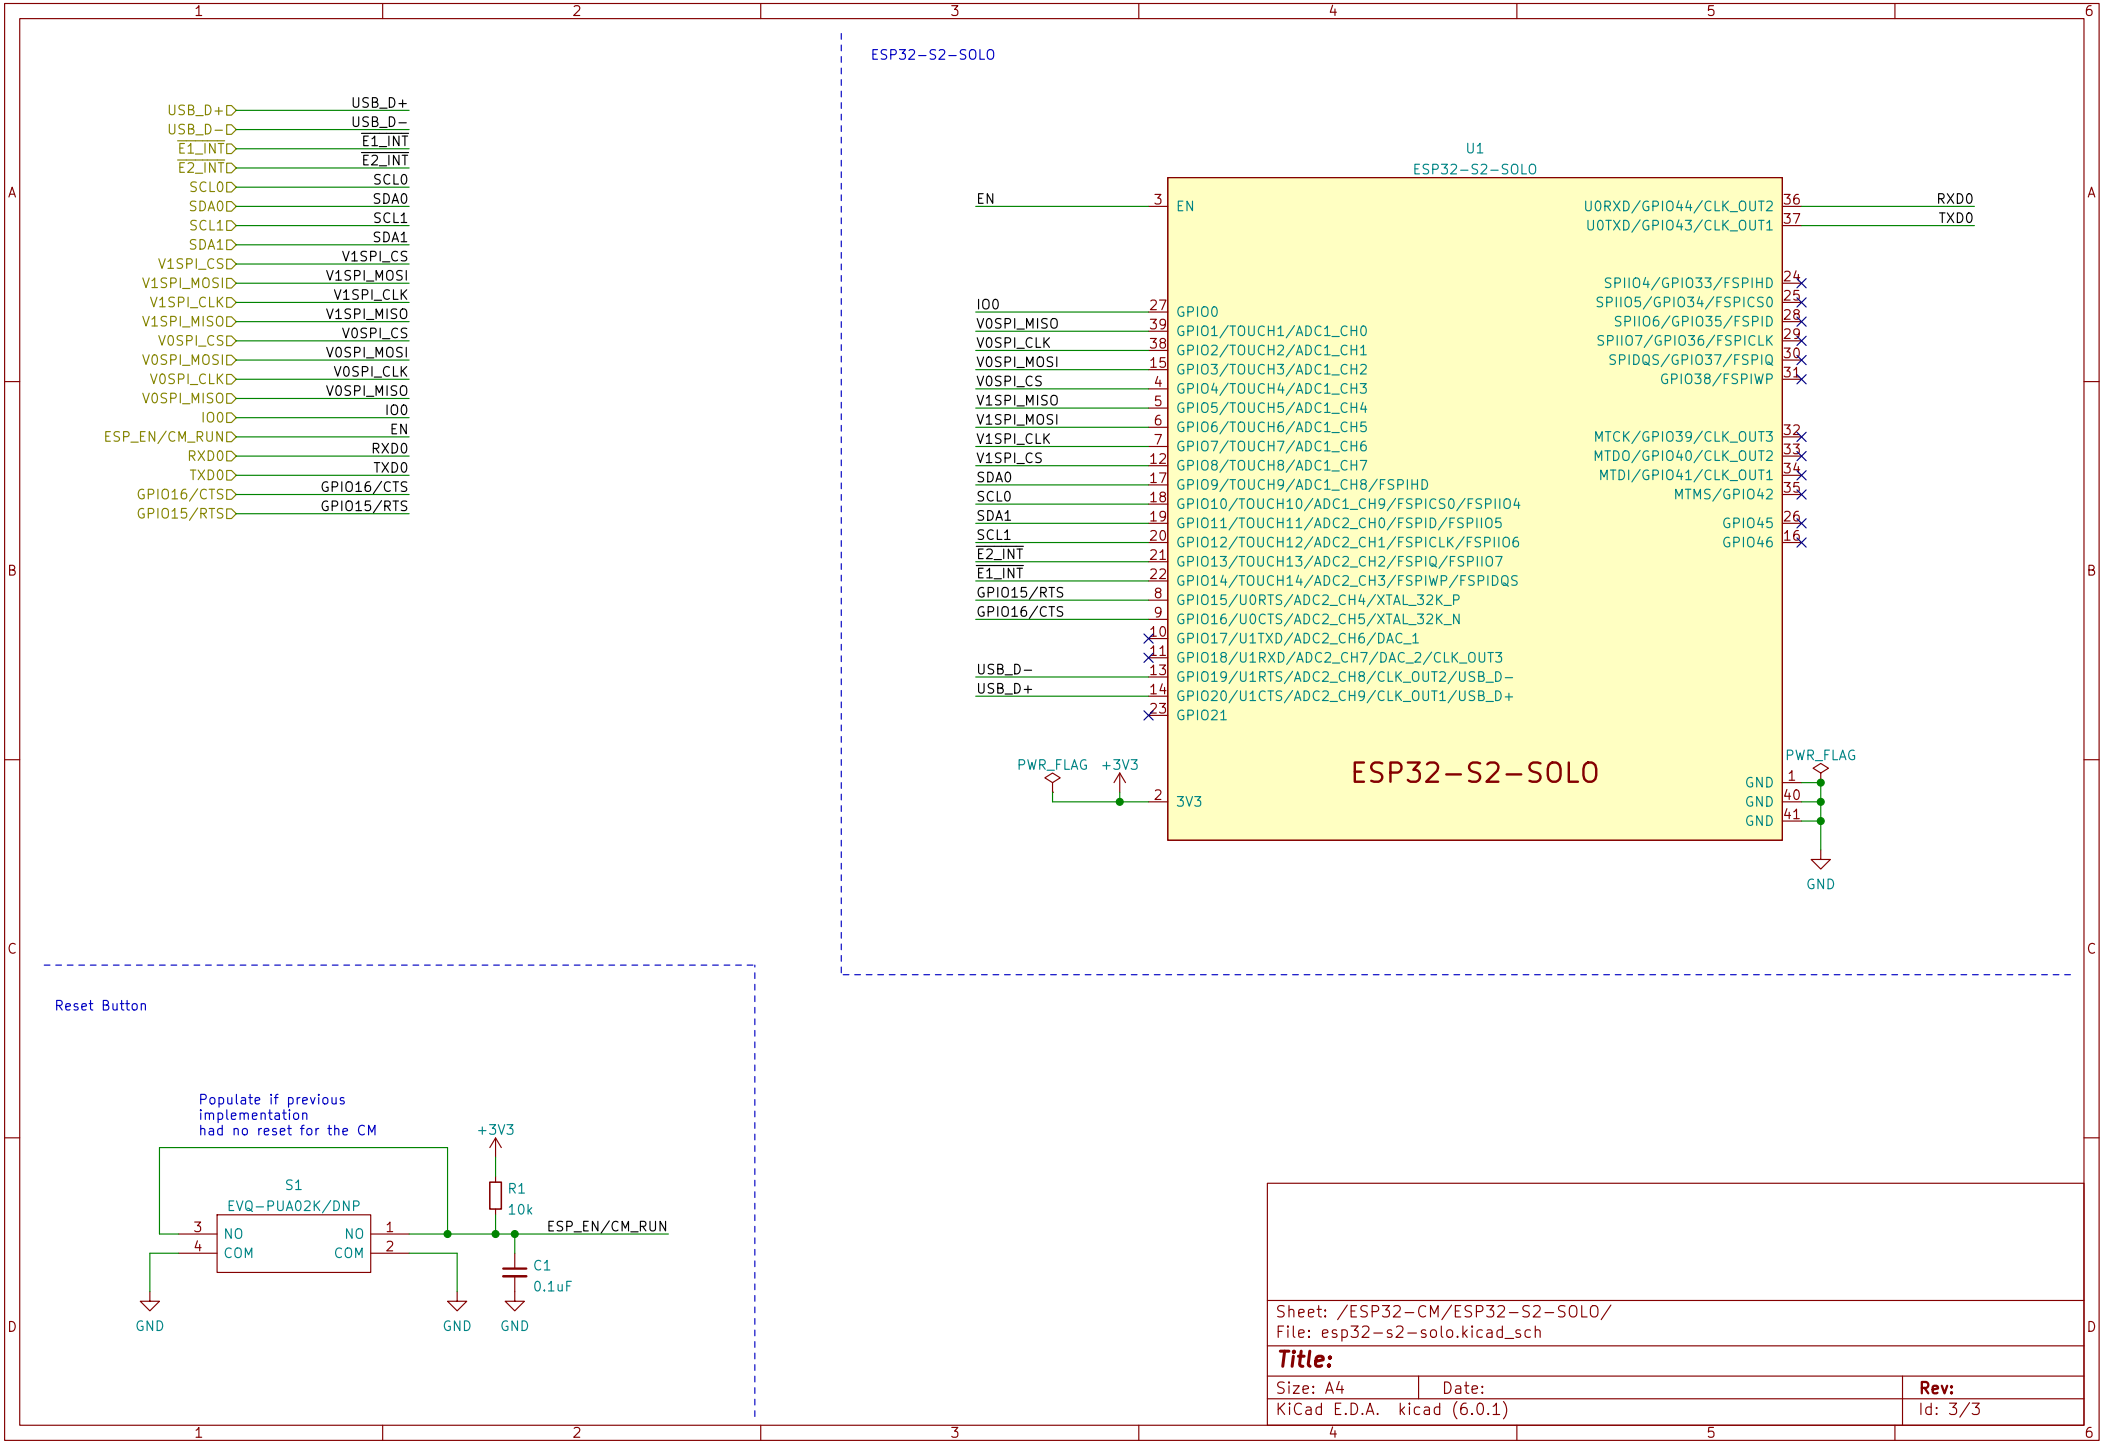 1 2 3 4 5 6
ESP32-S2-SOLO
USB_D+ USB_D+
USB_D- USB_D-
E1_INT E1_INT
E2_INT E2_INT
SCL0 SCL0
SDA0 SDA0
SCL1 SCL1
SDA1 SDA1
V1SPI_CS V1SPI_CS
V1SPI_MOSI V1SPI_MOSI
V1SPI_CLK V1SPI_CLK
V1SPI_MISO V1SPI_MISO
V0SPI_CS V0SPI_CS
V0SPI_MOSI V0SPI_MOSI
V0SPI_CLK V0SPI_CLK
V0SPI_MISO V0SPI_MISO
IO0 IO0
ESP_EN/CM_RUN EN
RXD0 RXD0
TXD0 TXD0
GPIO16/CTS GPIO16/CTS
GPIO15/RTS GPIO15/RTS
A A
B B
C C
D D
U1
ESP32-S2-SOLO
EN 3 EN
IO0 27 GPIO0
V0SPI_MISO 39 GPIO1/TOUCH1/ADC1_CH0
V0SPI_CLK 38 GPIO2/TOUCH2/ADC1_CH1
V0SPI_MOSI 15 GPIO3/TOUCH3/ADC1_CH2
V0SPI_CS 4 GPIO4/TOUCH4/ADC1_CH3
V1SPI_MISO 5 GPIO5/TOUCH5/ADC1_CH4
V1SPI_MOSI 6 GPIO6/TOUCH6/ADC1_CH5
V1SPI_CLK 7 GPIO7/TOUCH7/ADC1_CH6
V1SPI_CS 12 GPIO8/TOUCH8/ADC1_CH7
SDA0 17 GPIO9/TOUCH9/ADC1_CH8/FSPIHD
SCL0 18 GPIO10/TOUCH10/ADC1_CH9/FSPICS0/FSPIIO4
SDA1 19 GPIO11/TOUCH11/ADC2_CH0/FSPID/FSPIIO5
SCL1 20 GPIO12/TOUCH12/ADC2_CH1/FSPICLK/FSPIIO6
E2_INT 21 GPIO13/TOUCH13/ADC2_CH2/FSPIQ/FSPIIO7
E1_INT 22 GPIO14/TOUCH14/ADC2_CH3/FSPIWP/FSPIDQS
GPIO15/RTS 8 GPIO15/U0RTS/ADC2_CH4/XTAL_32K_P
GPIO16/CTS 9 GPIO16/U0CTS/ADC2_CH5/XTAL_32K_N
10 GPIO17/U1TXD/ADC2_CH6/DAC_1
11 GPIO18/U1RXD/ADC2_CH7/DAC_2/CLK_OUT3
USB_D- 13 GPIO19/U1RTS/ADC2_CH8/CLK_OUT2/USB_D-
USB_D+ 14 GPIO20/U1CTS/ADC2_CH9/CLK_OUT1/USB_D+
23 GPIO21
PWR_FLAG +3V3
2 3V3
ESP32-S2-SOLO
U0RXD/GPIO44/CLK_OUT2 36 RXD0
U0TXD/GPIO43/CLK_OUT1 37 TXD0
SPIIO4/GPIO33/FSPIHD 24
SPIIO5/GPIO34/FSPICS0 25
SPIIO6/GPIO35/FSPID 28
SPIIO7/GPIO36/FSPICLK 29
SPIDQS/GPIO37/FSPIQ 30
GPIO38/FSPIWP 31
MTCK/GPIO39/CLK_OUT3 32
MTDO/GPIO40/CLK_OUT2 33
MTDI/GPIO41/CLK_OUT1 34
MTMS/GPIO42 35
GPIO45 26
GPIO46 16
PWR_FLAG
GND 1
GND 40
GND 41
GND
Reset Button
Populate if previous
implementation
had no reset for the CM
+3V3
S1
EVQ-PUA02K/DNP
R1
10k
3 NO NO 1
4 COM COM 2
ESP_EN/CM_RUN
C1
0.1uF
GND GND GND
Sheet: /ESP32-CM/ESP32-S2-SOLO/
File: esp32-s2-solo.kicad_sch
Title:
Size: A4 Date: Rev:
KiCad E.D.A. kicad (6.0.1) Id: 3/3
1 2 3 4 5 6